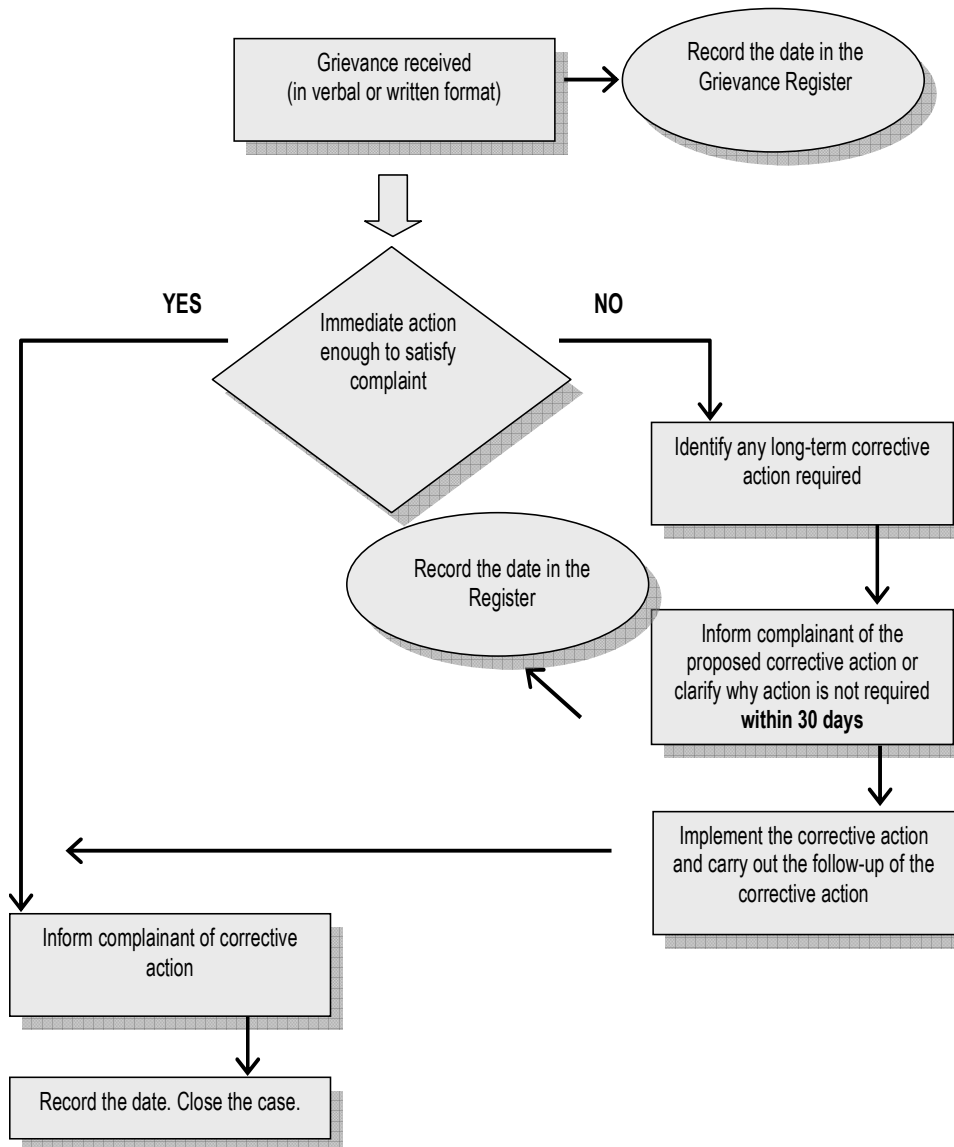 Grievance received
(in verbal or written format)
Record the date in the
Grievance Register
YES
NO
Immediate action
enough to satisfy
complaint
Identify any long-term corrective
action required
Record the date in the
Register
Inform complainant of the
proposed corrective action or
clarify why action is not required
within 30 days
Implement the corrective action
and carry out the follow-up of the
corrective action
Inform complainant of corrective
action
Record the date. Close the case.